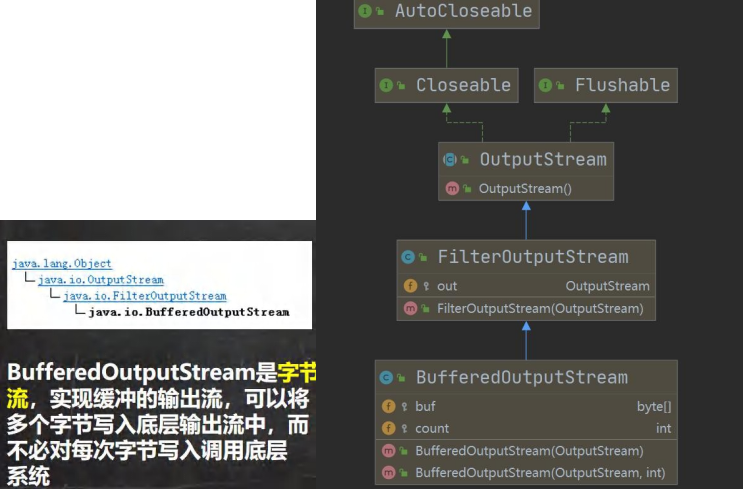 java.lang.Object
java.io.OutputStream
java.io.FilterOutputStream
java.io.BufferedOutputStream
BufferedOutputStream是字节
流，实现缓冲的输出流，可以将
多个字节写入底层输出流中，而
不必对每次字节写入调用底层
系统
AutoCloseable
Closeable
Flushable
OutputStream
OutputStream()
FilterOutputStream
out OutputStream
FilterOutputStream(OutputStream)
BufferedOutputStream
buf byte[]
count int
BufferedOutputStream(OutputStream)
BufferedOutputStream(OutputStream, int)